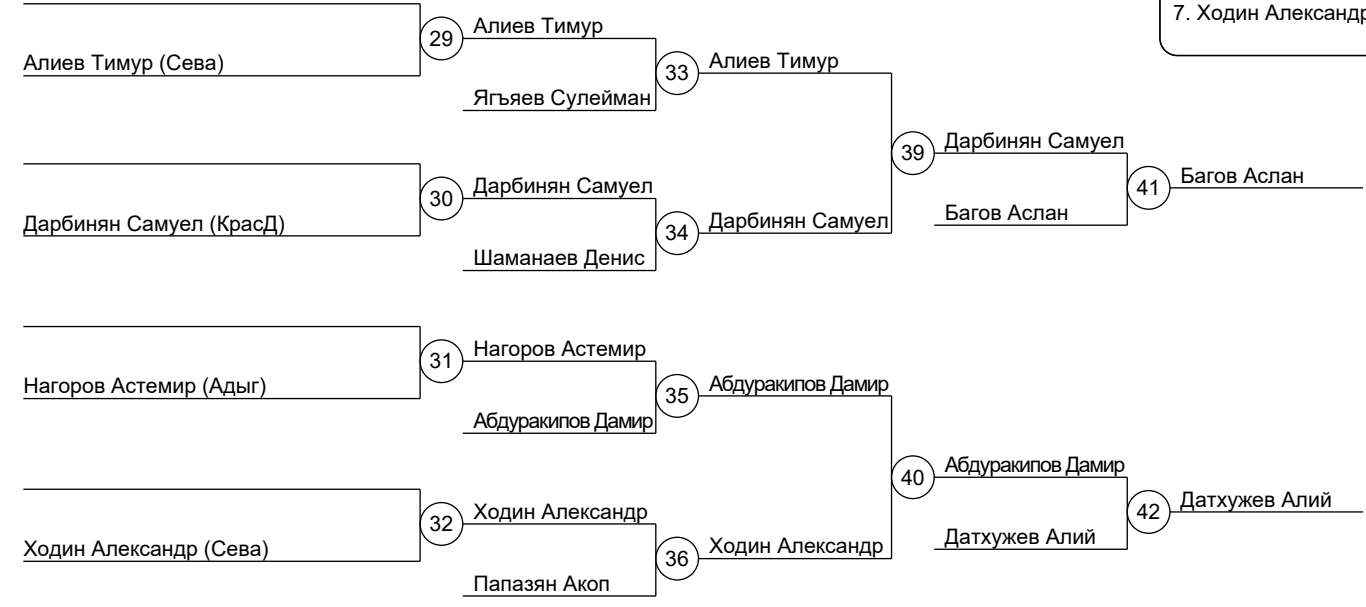 7. Ходин Александр
29
Алиев Тимур
Алиев Тимур (Сева)
33
Алиев Тимур
Ягъяев Сулейман
39
Дарбинян Самуел
30
Дарбинян Самуел
41
Багов Аслан
Дарбинян Самуел (КрасД)
34
Дарбинян Самуел
Багов Аслан
Шаманаев Денис
31
Нагоров Астемир
Нагоров Астемир (Адыг)
35
Абдуракипов Дамир
Абдуракипов Дамир
40
Абдуракипов Дамир
32
Ходин Александр
42
Датхужев Алий
Ходин Александр (Сева)
36
Ходин Александр
Датхужев Алий
Папазян Акоп